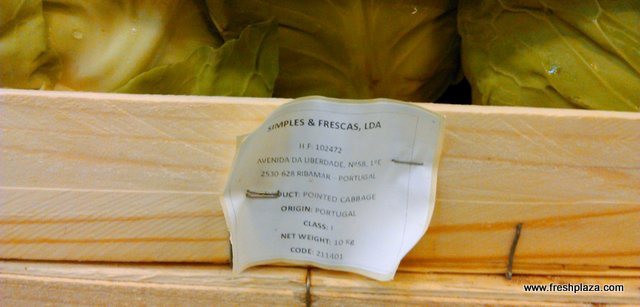 SIMPLES & FRESCAS, LDA
H.F. 102472
AVENIDA DA LIBERDADE, Nº58, 1ºE
2530-628 RIBAMAR - PORTUGAL
DUCT: POINTED CABBAGE
ORIGIN: PORTUGAL
CLASS: I
NET WEIGHT: 10 KG
CODE: 211401
www.freshplaza.com